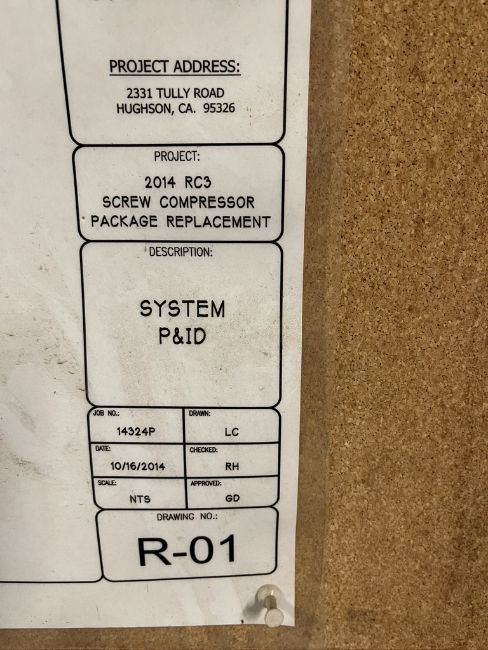 PROJECT ADDRESS:
2331 TULLY ROAD
HUGHSON, CA. 95326
PROJECT:
2014 RC3
SCREW COMPRESSOR
PACKAGE REPLACEMENT
DESCRIPTION:
SYSTEM
P&ID
JOB NO.: DRAWN:
14324P LC
DATE: CHECKED:
10/16/2014 RH
SCALE: APPROVED:
NTS GD
DRAWING NO.:
R-01